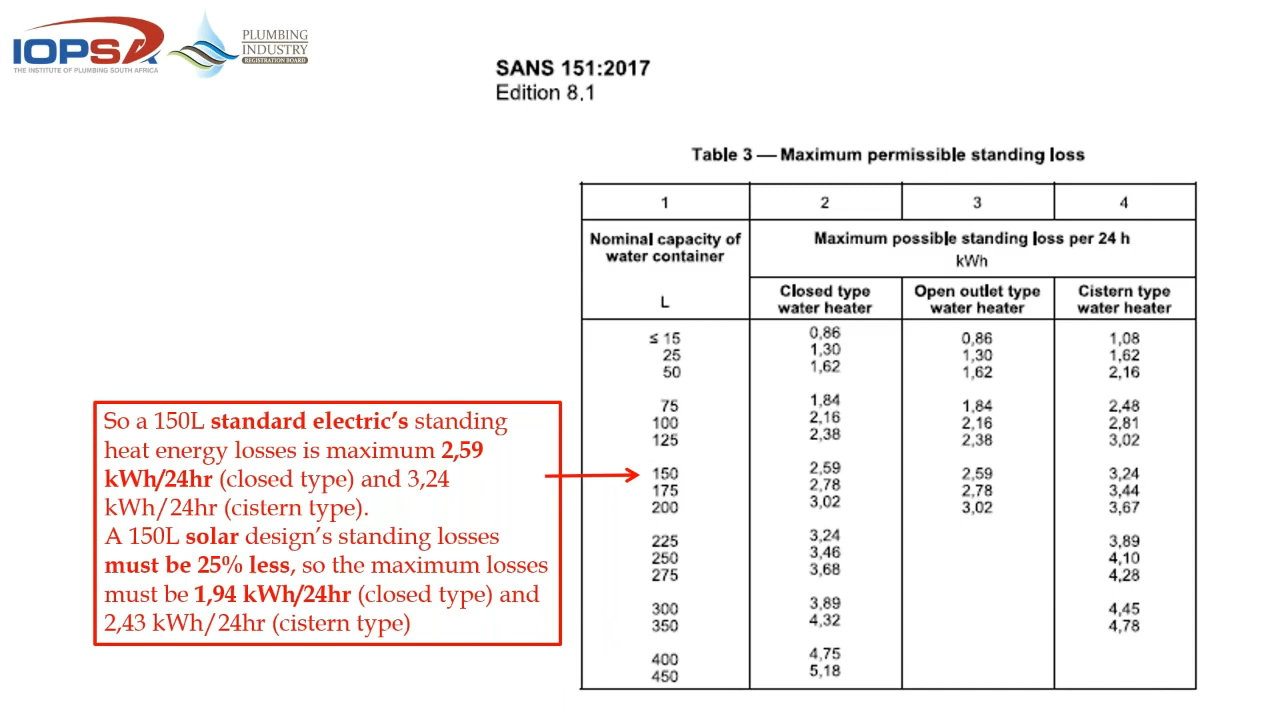 IOPSA
THE INSTITUTE OF PLUMBING SOUTH AFRICA
PLUMBING
INDUSTRY
REGISTRATION BOARD
SANS 151:2017
Edition 8.1
Table 3 — Maximum permissible standing loss
1 2 3 4
Nominal capacity of water container
L
Maximum possible standing loss per 24 h
kWh
Closed type water heater
Open outlet type water heater
Cistern type water heater
≤ 15 0,86 0,86 1,08
25 1,30 1,30 1,62
50 1,62 1,62 2,16
75 1,84 1,84 2,48
100 2,16 2,16 2,81
125 2,38 2,38 3,02
150 2,59 2,59 3,24
175 2,78 2,78 3,44
200 3,02 3,02 3,67
225 3,24 3,89
250 3,46 4,10
275 3,68 4,28
300 3,89 4,45
350 4,32 4,78
400 4,75
450 5,18
So a 150L standard electric's standing
heat energy losses is maximum 2,59
kWh/24hr (closed type) and 3,24
kWh/24hr (cistern type).
A 150L solar design's standing losses
must be 25% less, so the maximum losses
must be 1,94 kWh/24hr (closed type) and
2,43 kWh/24hr (cistern type)